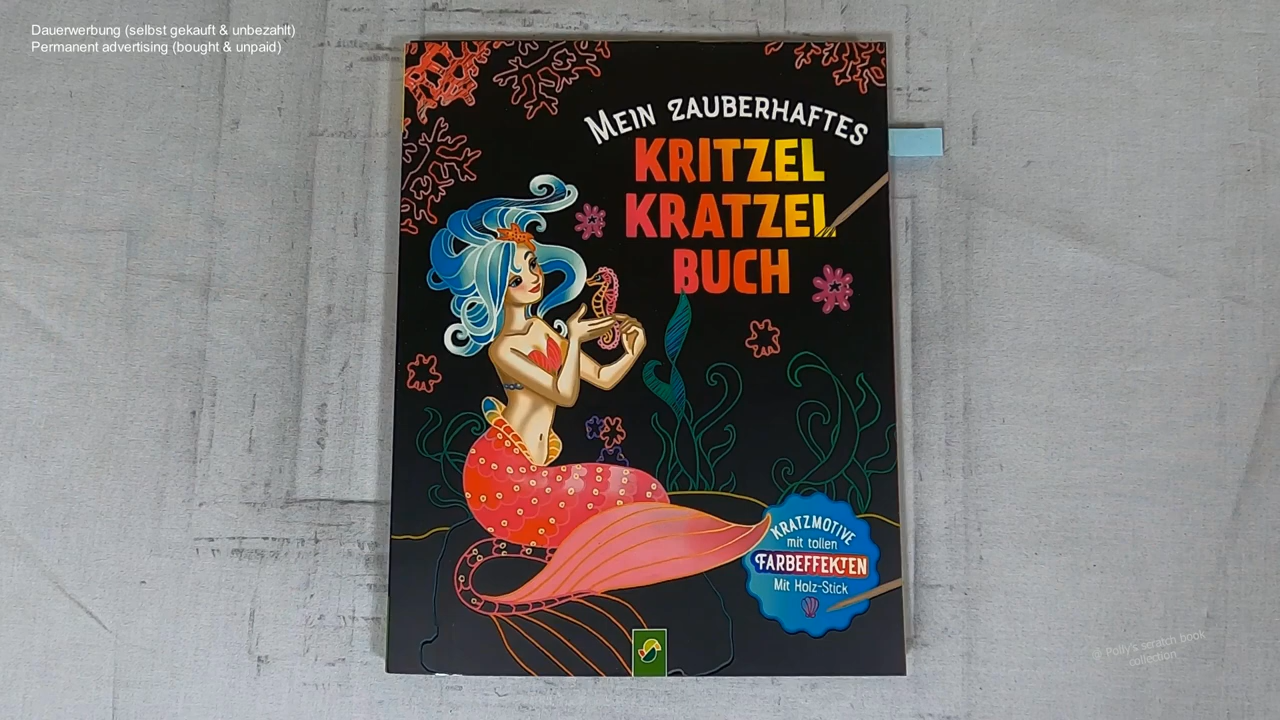 Dauerwerbung (selbst gekauft & unbezahlt)
Permanent advertising (bought & unpaid)
MEIN ZAUBERHAFTES
KRITZEL
KRATZEL
BUCH
KRATZMOTIVE
mit tollen
FARBEFFEKTEN
Mit Holz-Stick
© Polly's scratch book
collection